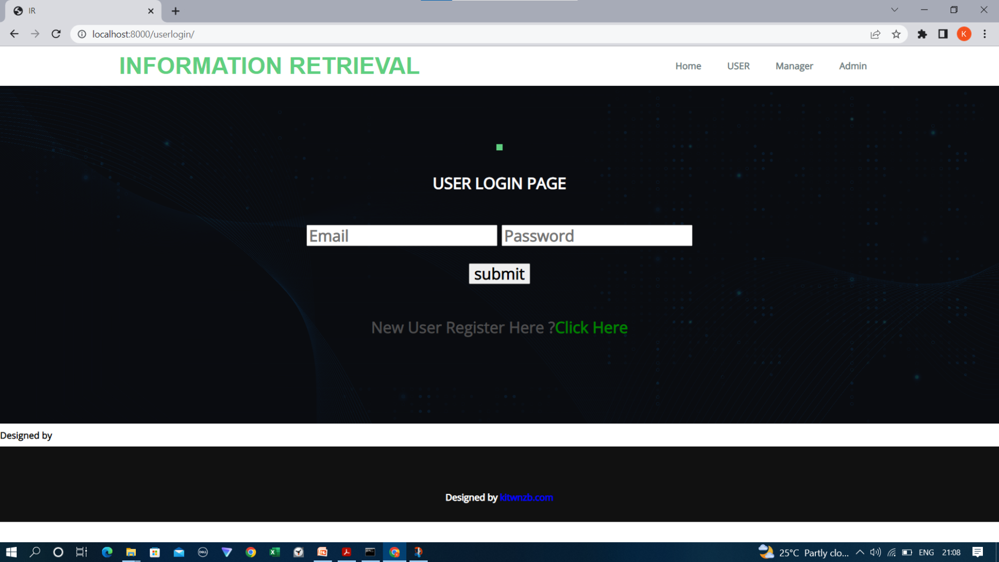 IR
localhost:8000/userlogin/
K
INFORMATION RETRIEVAL
Home USER Manager Admin
USER LOGIN PAGE
Email Password
submit
New User Register Here ?Click Here
Designed by
Designed by kitwnzb.com
25°C Partly clo... ENG 21:08